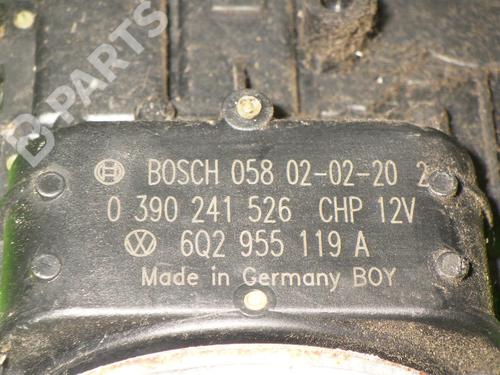 B-PARTS
BOSCH 058 02-02-20 2
0 390 241 526 CHP 12V
6Q2 955 119 A
Made in Germany BOY